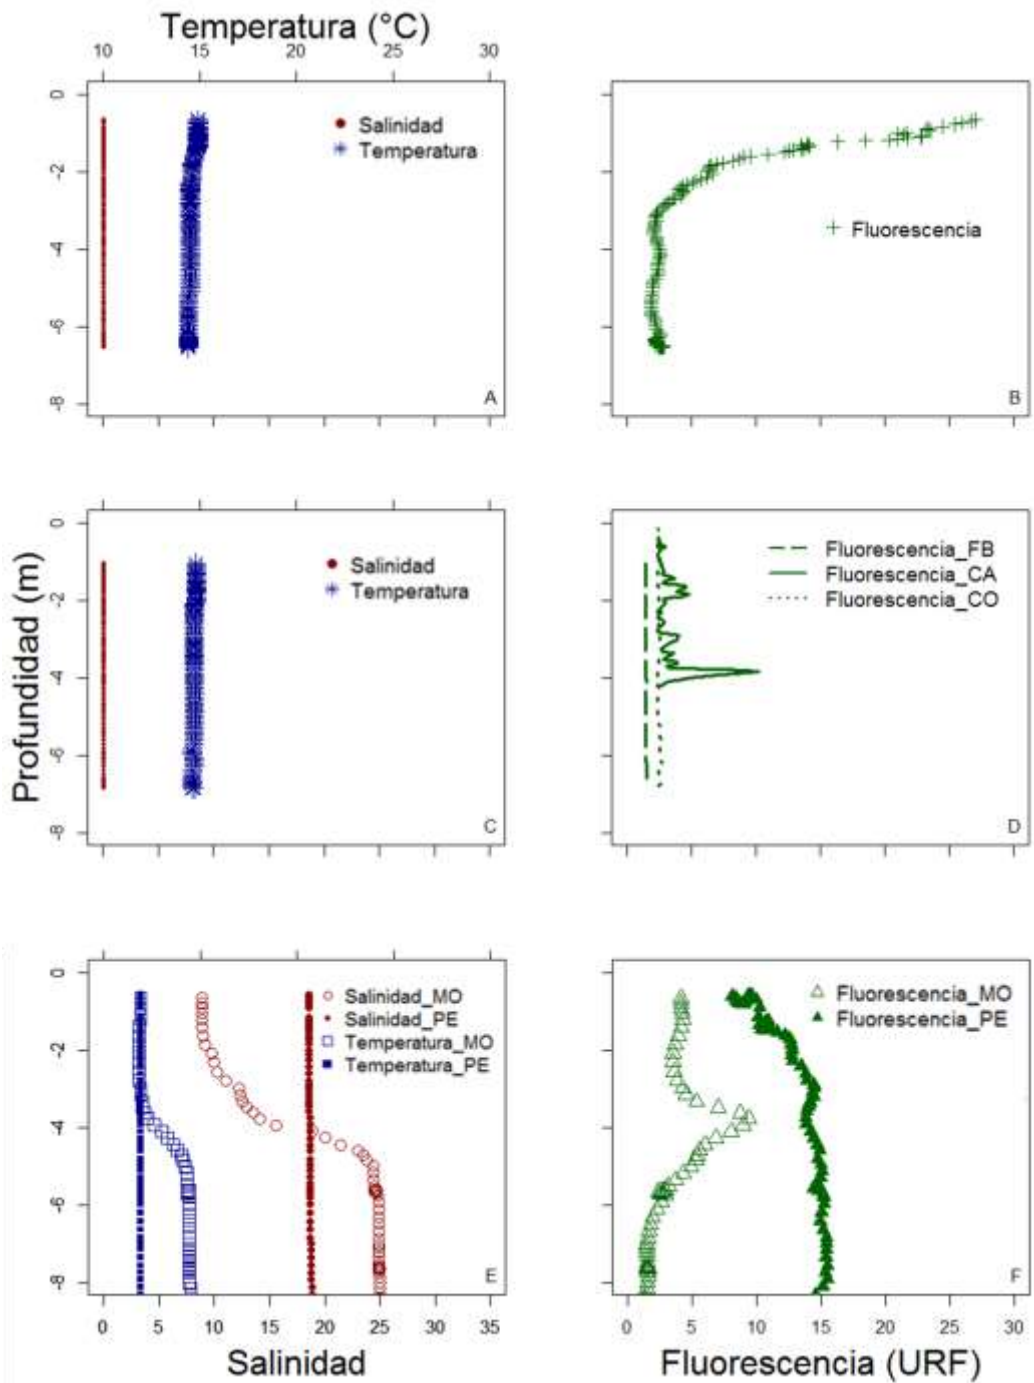 Temperatura (°C)
10 15 20 25 30
0
-2
-4
-6
-8
Salinidad
Temperatura
A
Fluorescencia
B
Profundidad (m)
0
-2
-4
-6
-8
Salinidad
Temperatura
C
Fluorescencia_FB
Fluorescencia_CA
Fluorescencia_CO
D
0
-2
-4
-6
-8
Salinidad_MO
Salinidad_PE
Temperatura_MO
Temperatura_PE
E
0 5 10 15 20 25 30 35
Salinidad
Fluorescencia_MO
Fluorescencia_PE
F
0 5 10 15 20 25 30
Fluorescencia (URF)